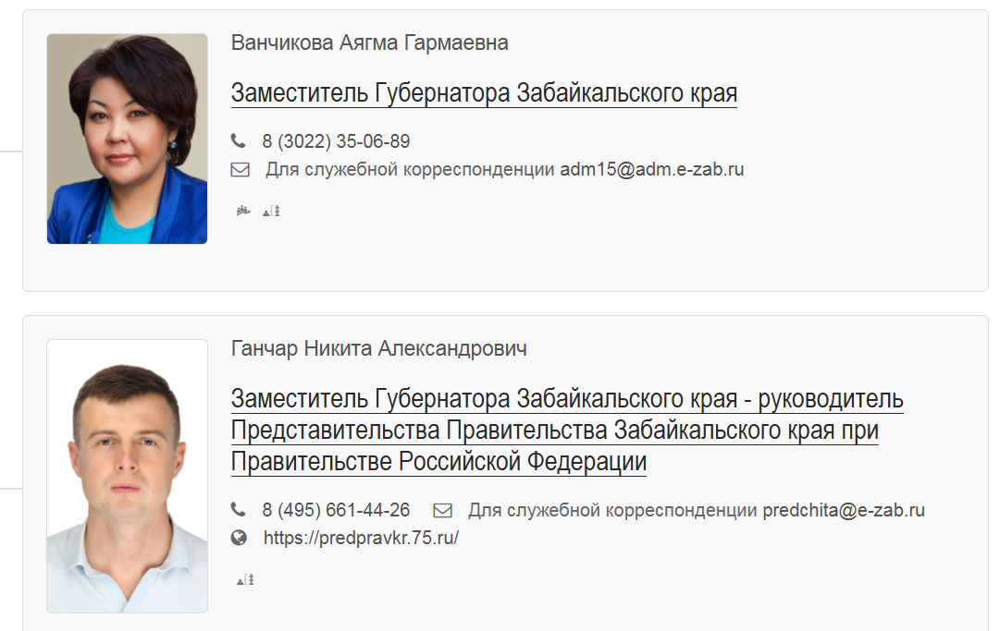 Ванчикова Аягма Гармаевна
Заместитель Губернатора Забайкальского края
8 (3022) 35-06-89
Для служебной корреспонденции adm15@adm.e-zab.ru
Ганчар Никита Александрович
Заместитель Губернатора Забайкальского края - руководитель
Представительства Правительства Забайкальского края при
Правительстве Российской Федерации
8 (495) 661-44-26 Для служебной корреспонденции predchita@e-zab.ru
https://predpravkr.75.ru/